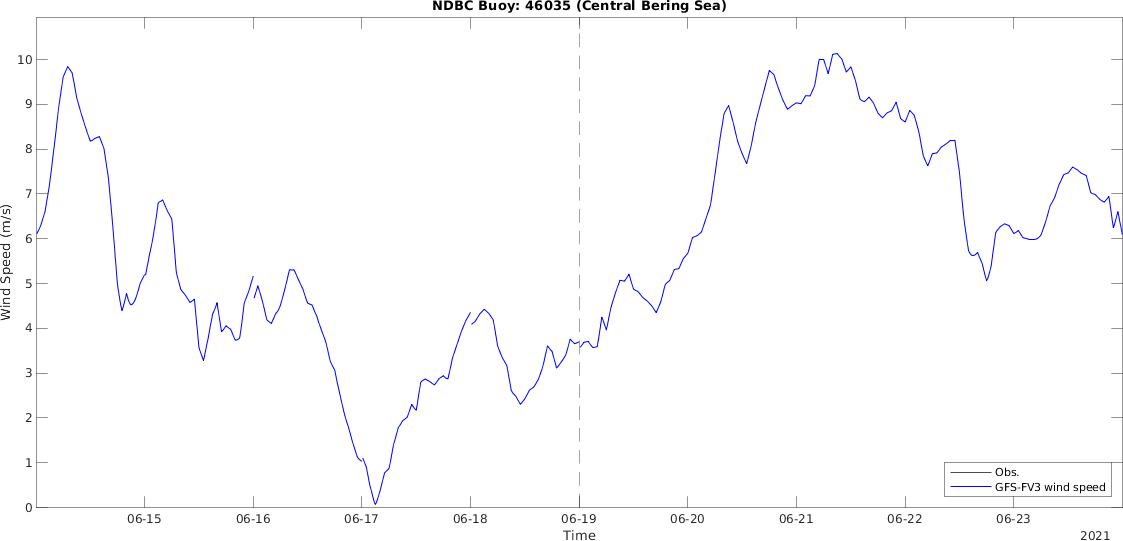 NDBC Buoy: 46035 (Central Bering Sea)
Wind Speed (m/s)
10
9
8
7
6
5
4
3
2
1
0
Obs.
GFS-FV3 wind speed
06-15 06-16 06-17 06-18 06-19 06-20 06-21 06-22 06-23
Time
2021